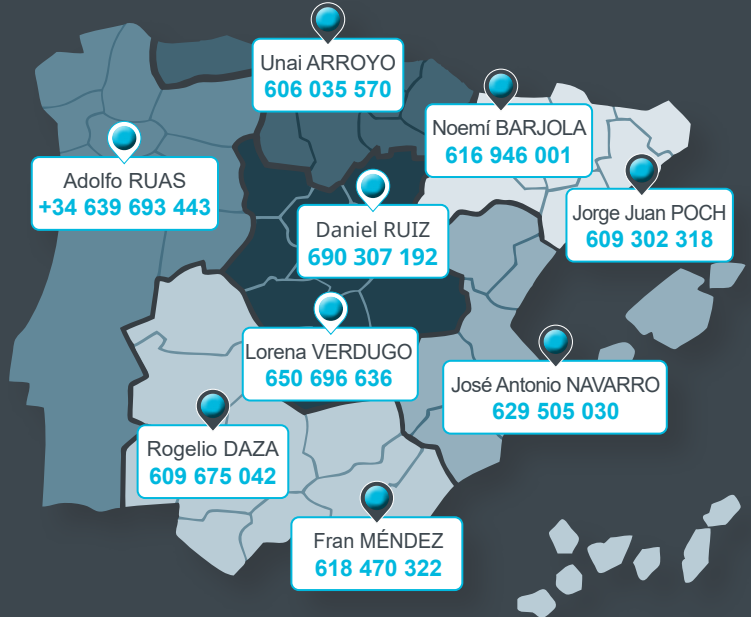 Unai ARROYO
606 035 570
Noemí BARJOLA
616 946 001
Adolfo RUAS
+34 639 693 443
Jorge Juan POCH
609 302 318
Daniel RUIZ
690 307 192
Lorena VERDUGO
650 696 636
José Antonio NAVARRO
629 505 030
Rogelio DAZA
609 675 042
Fran MÉNDEZ
618 470 322